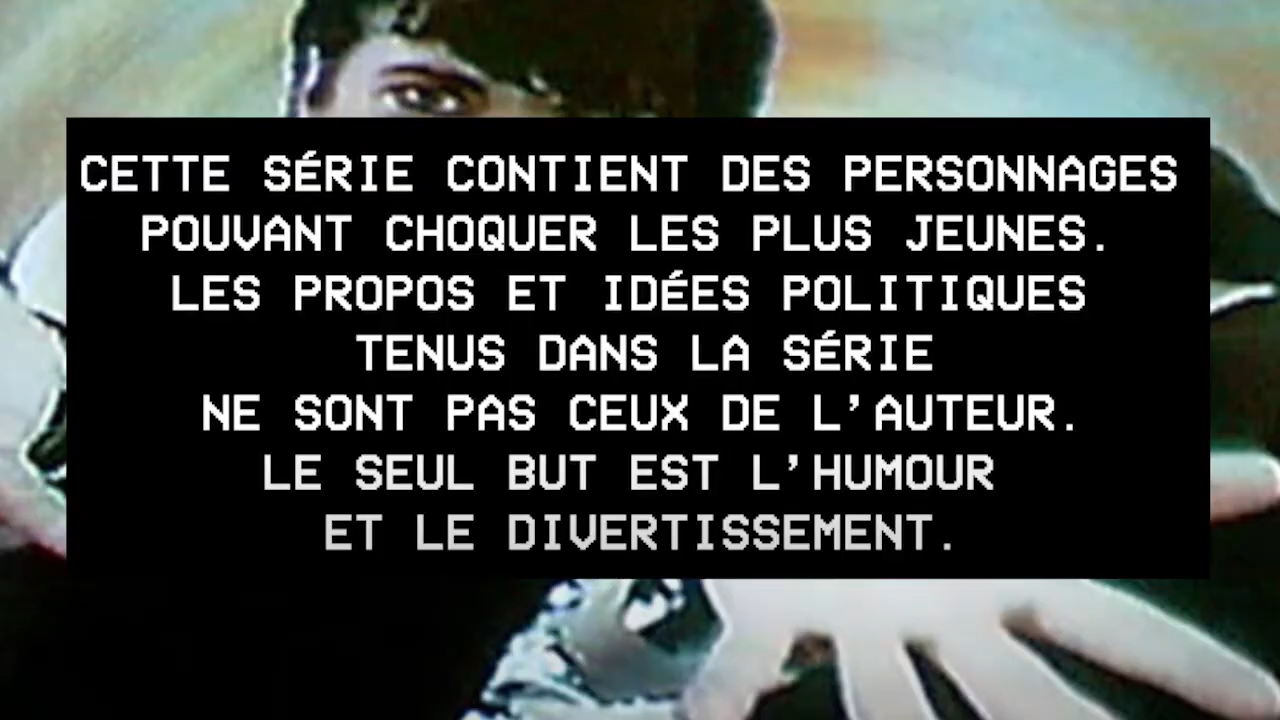 CETTE SÉRIE CONTIENT DES PERSONNAGES
POUVANT CHOQUER LES PLUS JEUNES.
LES PROPOS ET IDÉES POLITIQUES
TENUS DANS LA SÉRIE
NE SONT PAS CEUX DE L'AUTEUR.
LE SEUL BUT EST L'HUMOUR
ET LE DIVERTISSEMENT.